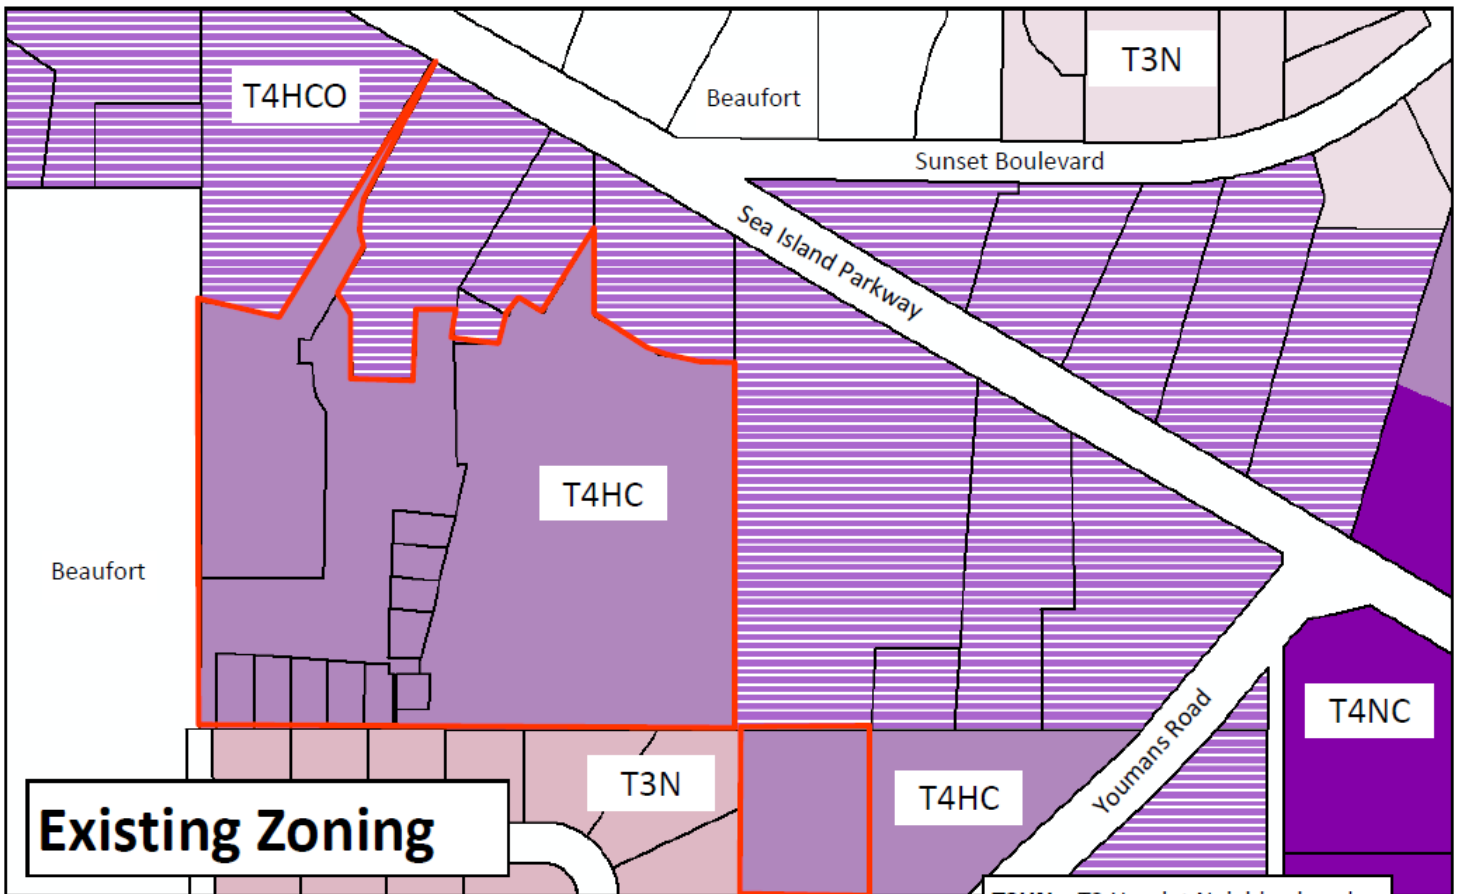 T3N
T4HCO
Beaufort
Sunset Boulevard
Sea Island Parkway
T4HC
Beaufort
T4NC
Youmans Road
T3N
T4HC
Existing Zoning